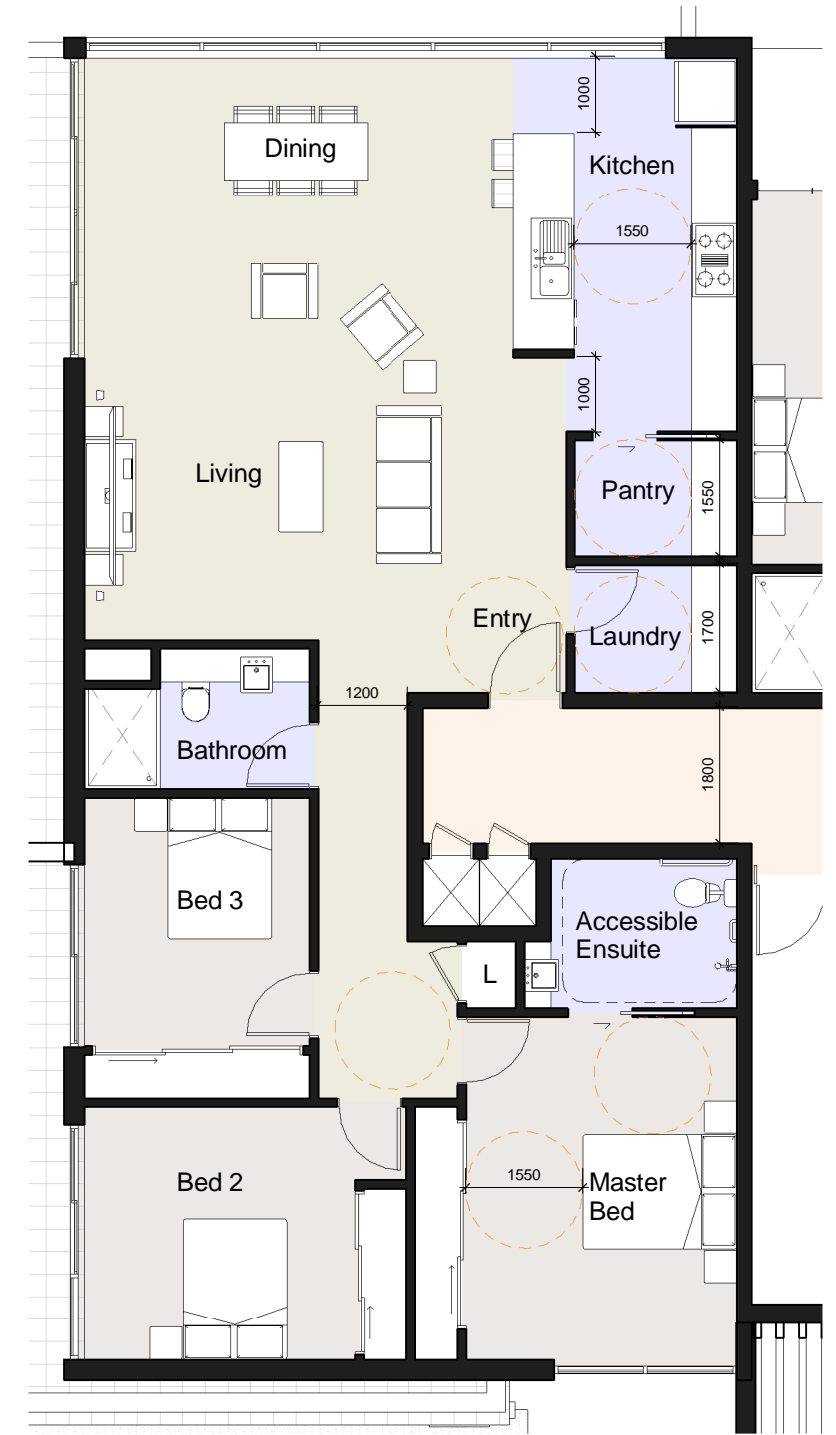 1000
Dining
Kitchen
1550
1000
Living
Pantry
1550
Entry
Laundry
1700
1200
Bathroom
1800
Bed 3
Accessible
Ensuite
L
Bed 2
1550
Master
Bed